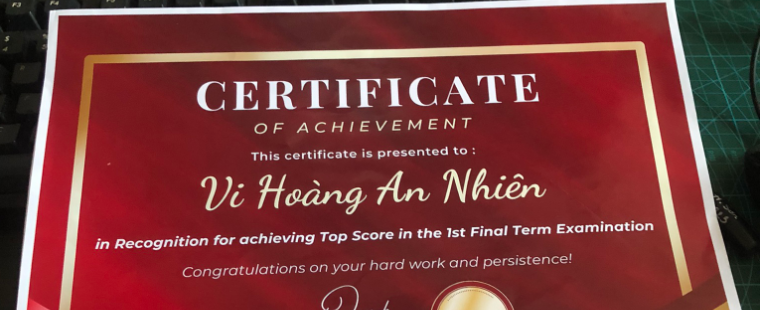 CERTIFICATE
OF ACHIEVEMENT
This certificate is presented to :
Vi Hoàng An Nhiên
in Recognition for achieving Top Score in the 1st Final Term Examination
Congratulations on your hard work and persistence!